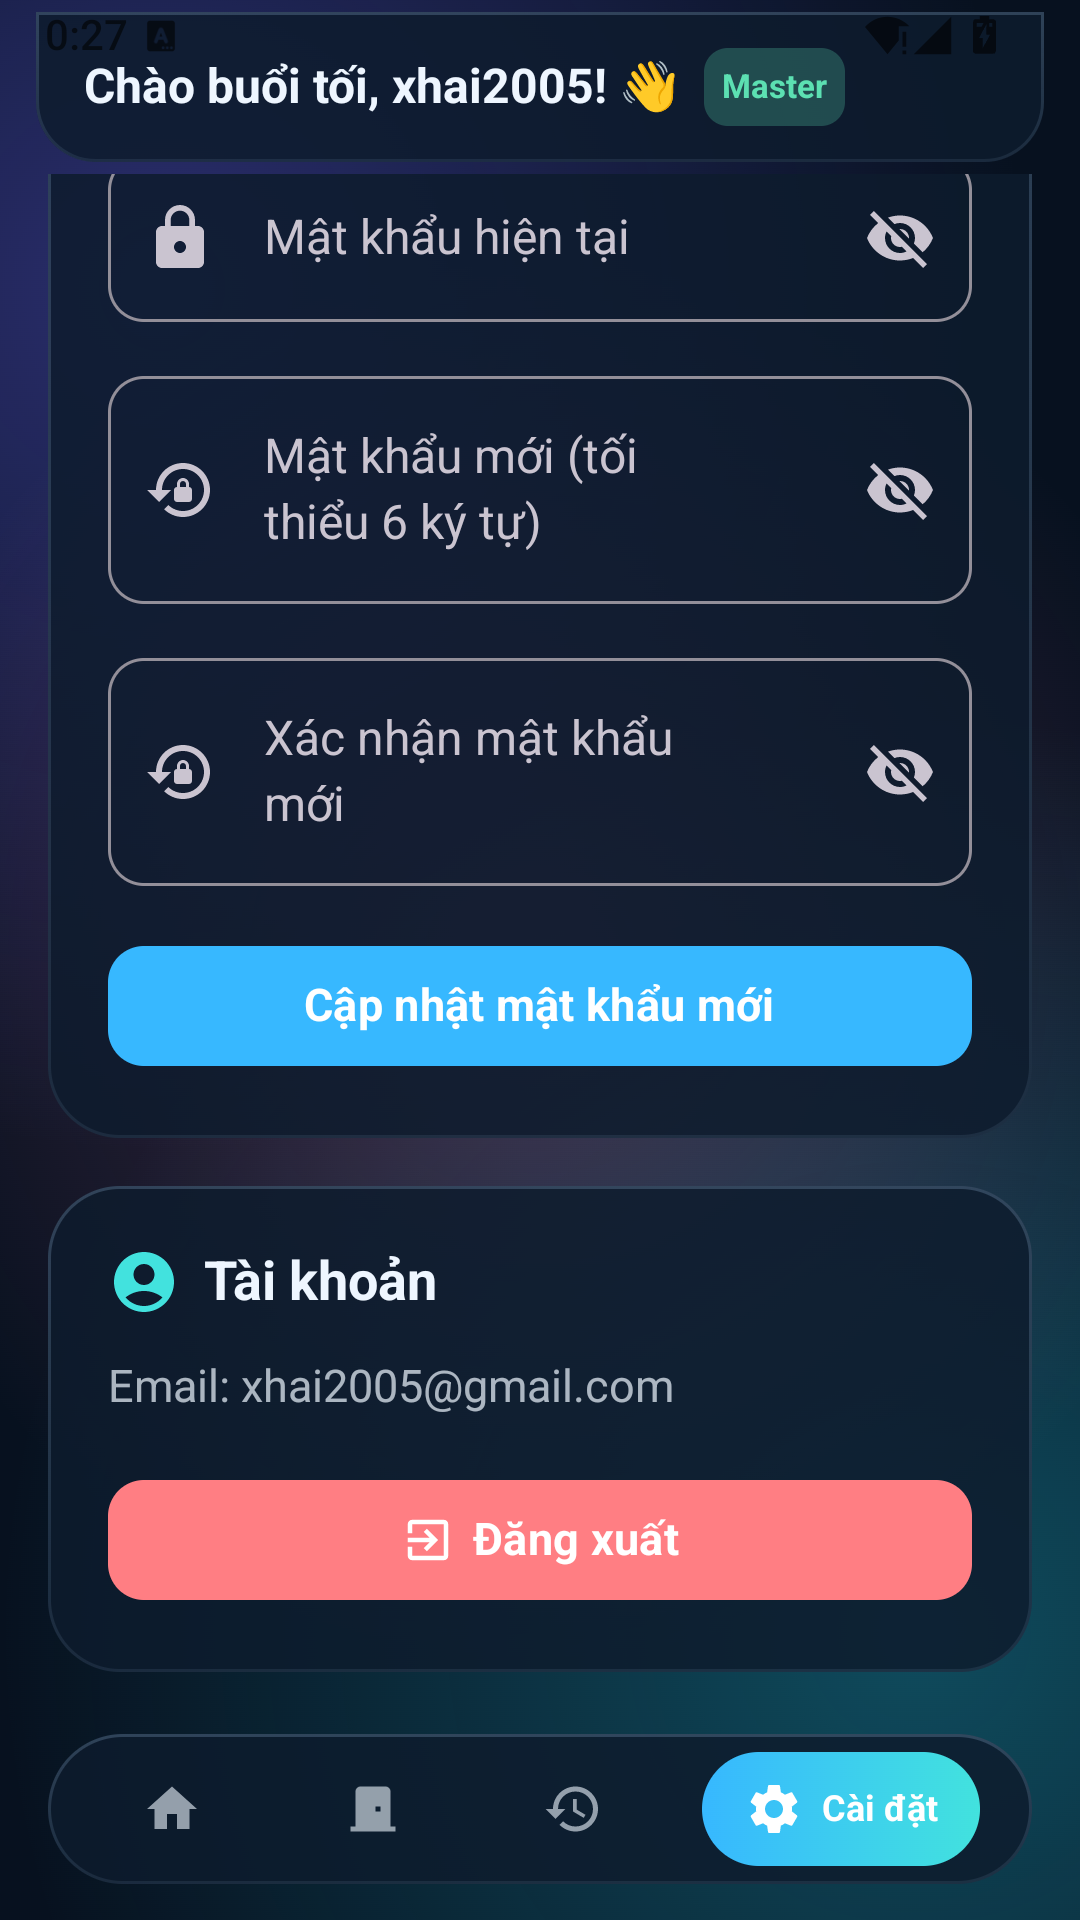 0:27
Chào buổi tối, xhai2005! 👋 Master
Mật khẩu hiện tại
Mật khẩu mới (tối
thiểu 6 ký tự)
Xác nhận mật khẩu
mới
Cập nhật mật khẩu mới
Tài khoản
Email: xhai2005@gmail.com
Đăng xuất
Cài đặt